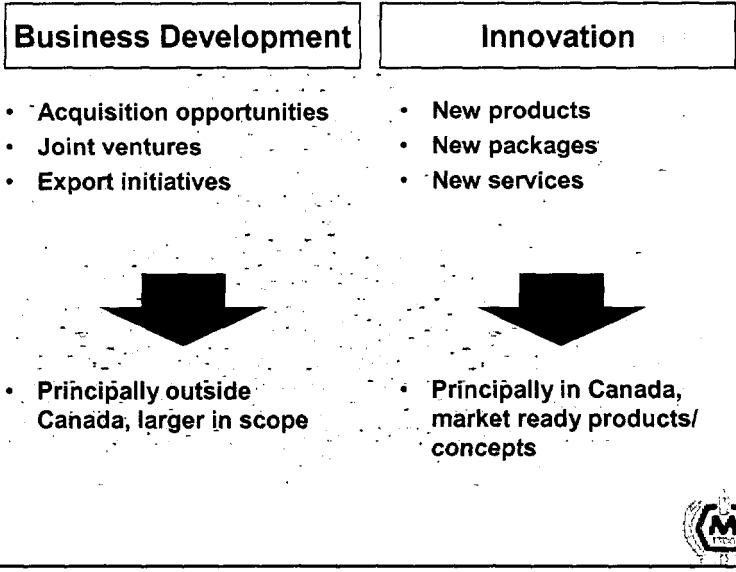 Business Development
Innovation
• Acquisition opportunities
• Joint ventures
• Export initiatives
• New products
• New packages
• New services
• Principally outside
Canada, larger in scope
• Principally in Canada,
market ready products/
concepts
M